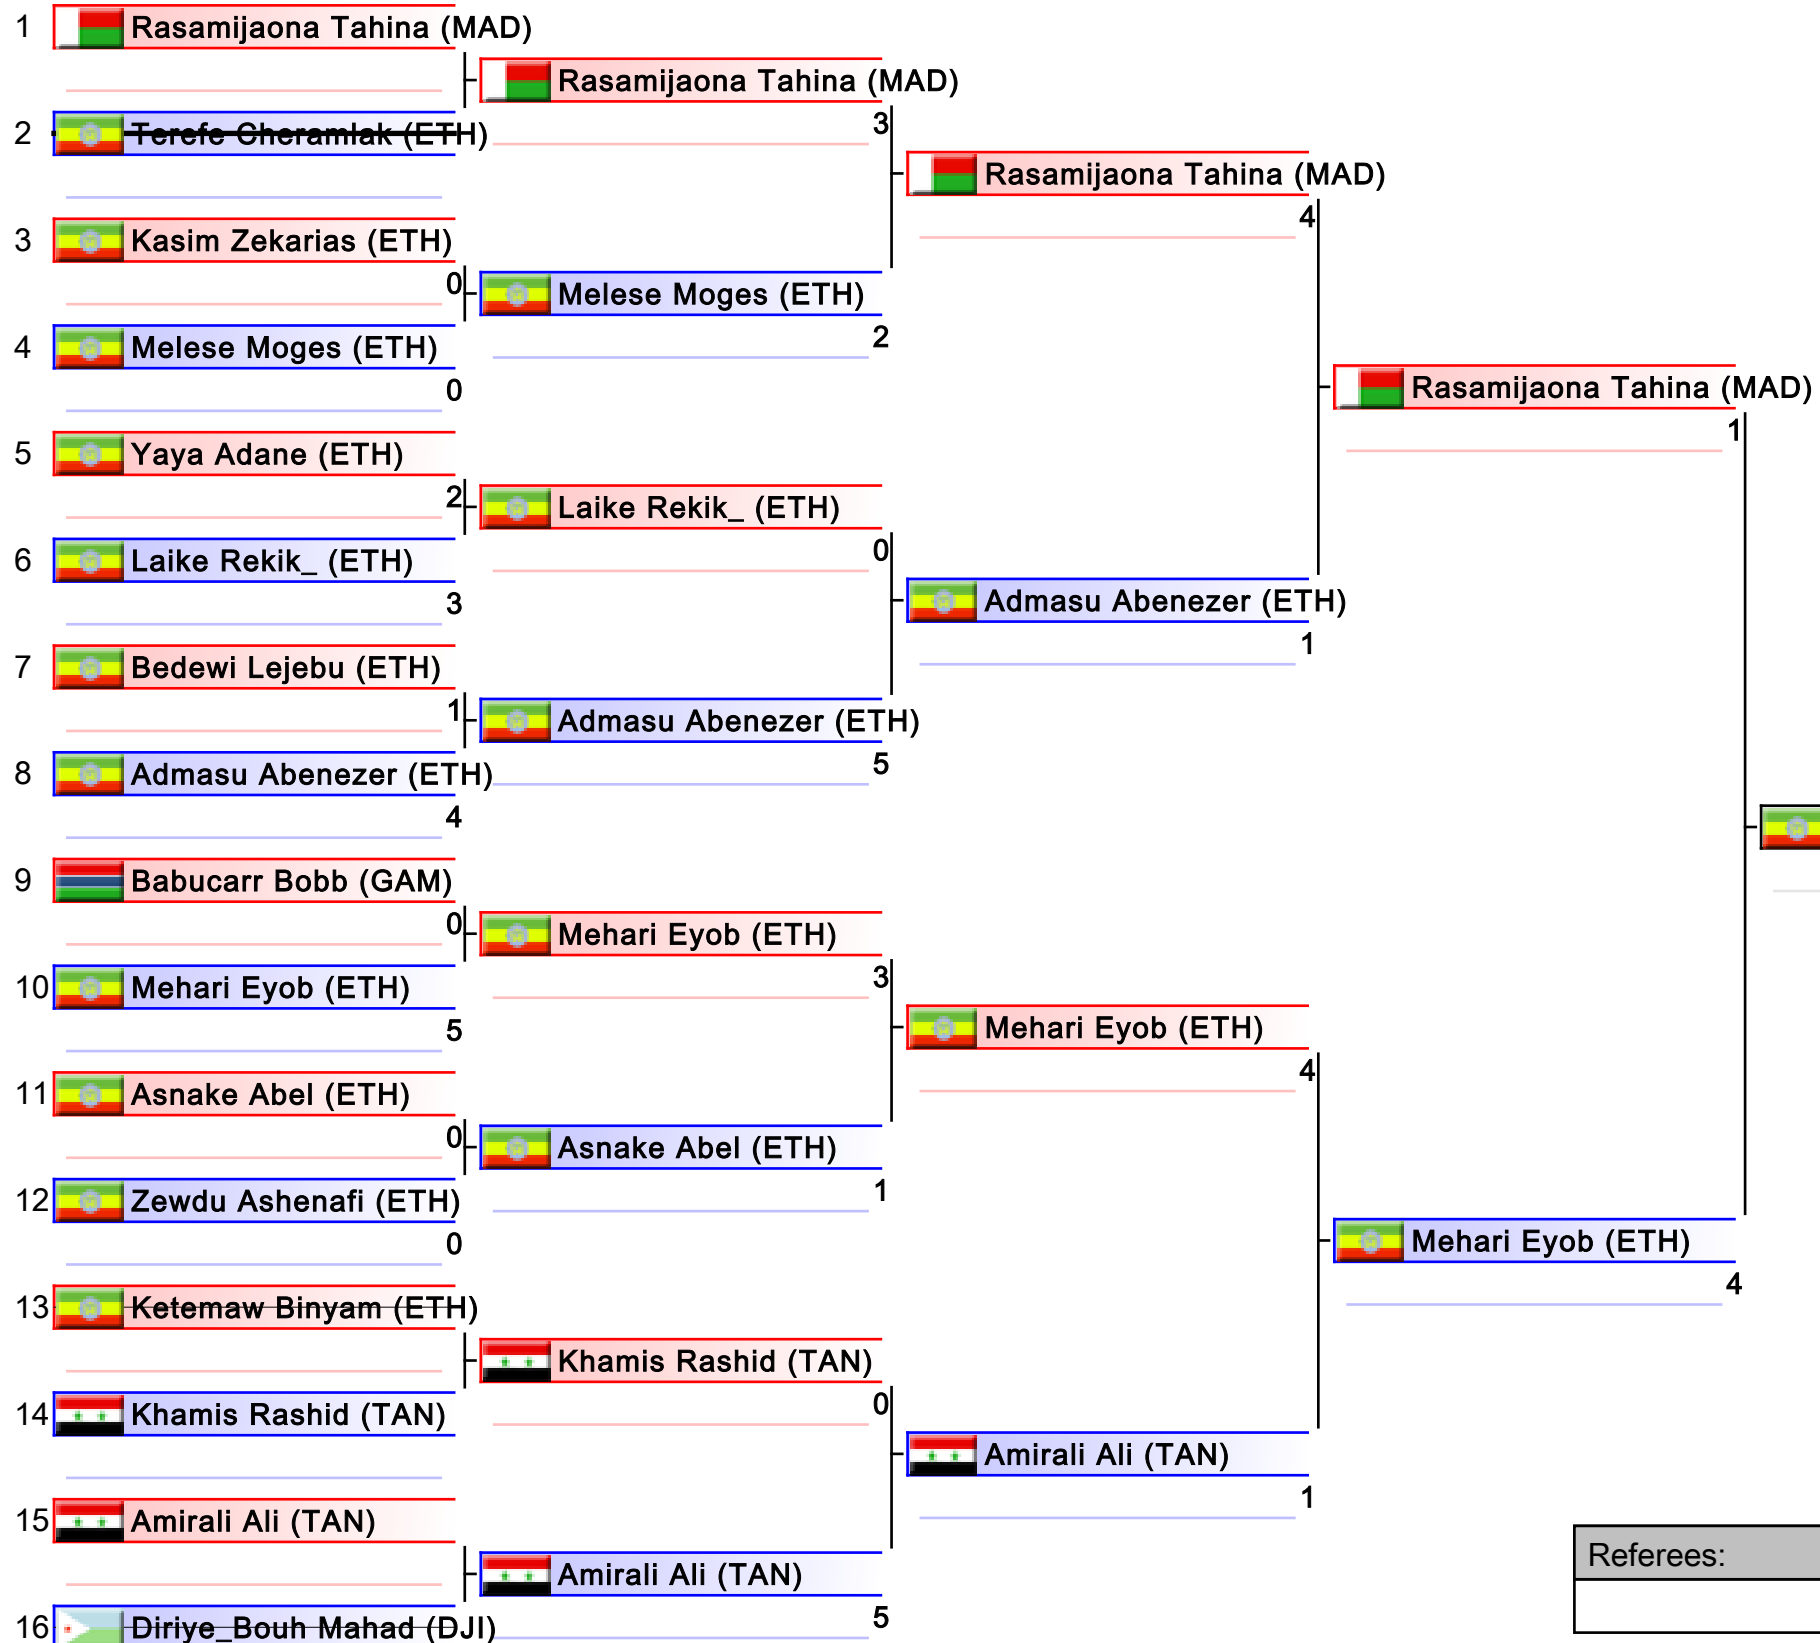 1 Rasamijaona Tahina (MAD)
Rasamijaona Tahina (MAD)
3
2 Terefe Cheramlak (ETH)
Rasamijaona Tahina (MAD)
4
3 Kasim Zekarias (ETH)
0
Melese Moges (ETH)
2
4 Melese Moges (ETH)
0
Rasamijaona Tahina (MAD)
1
5 Yaya Adane (ETH)
2
Laike Rekik_ (ETH)
0
6 Laike Rekik_ (ETH)
3
Admasu Abenezer (ETH)
1
7 Bedewi Lejebu (ETH)
1
Admasu Abenezer (ETH)
5
8 Admasu Abenezer (ETH)
4
9 Babucarr Bobb (GAM)
0
Mehari Eyob (ETH)
3
10 Mehari Eyob (ETH)
5
Mehari Eyob (ETH)
4
11 Asnake Abel (ETH)
0
Asnake Abel (ETH)
1
12 Zewdu Ashenafi (ETH)
0
Mehari Eyob (ETH)
4
13 Ketemaw Binyam (ETH)
Khamis Rashid (TAN)
0
14 Khamis Rashid (TAN)
Amirali Ali (TAN)
1
15 Amirali Ali (TAN)
Amirali Ali (TAN)
5
16 Diriye_Bouh Mahad (DJI)
Referees: